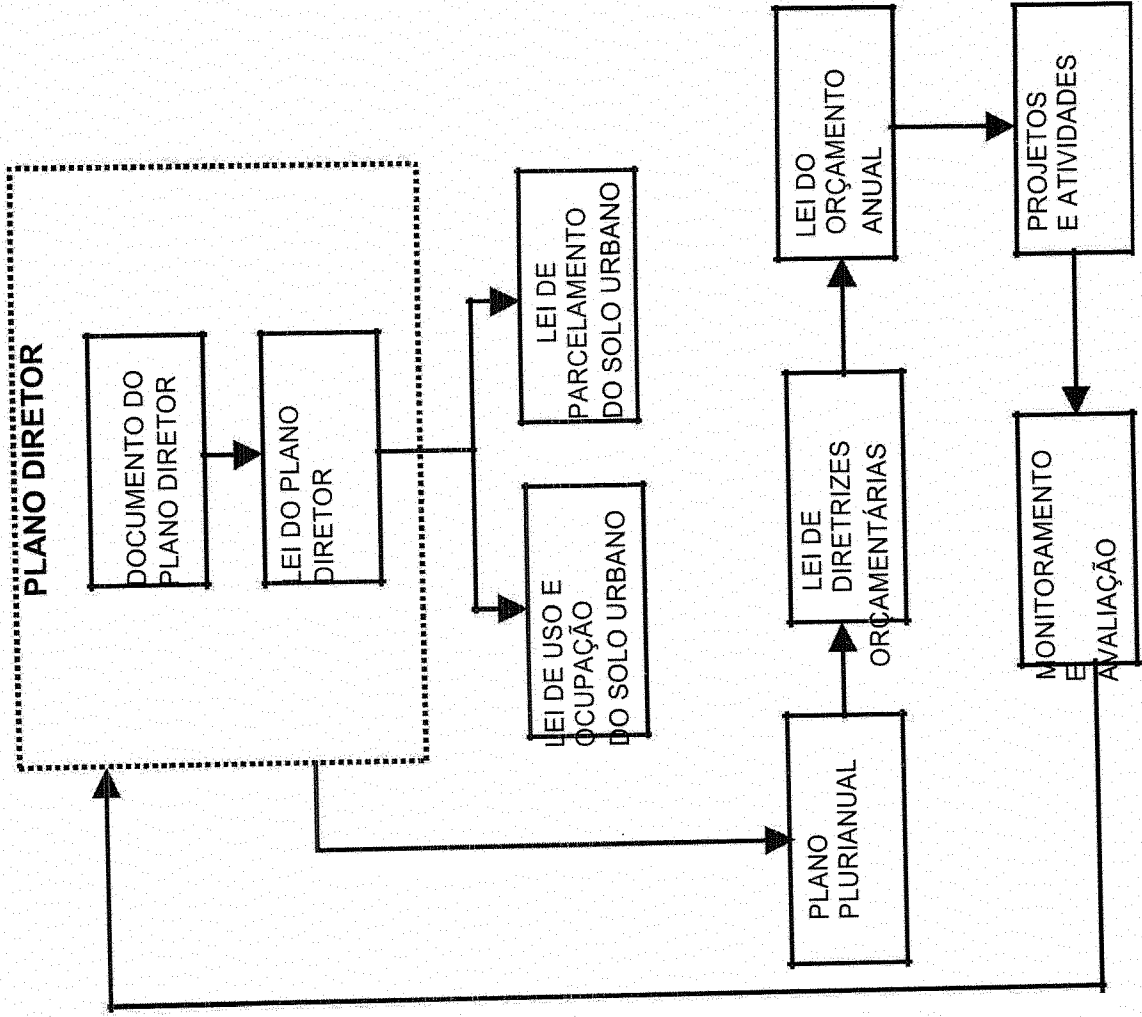 PLANO DIRETOR
DOCUMENTO DO
PLANO DIRETOR
LEI DO PLANO
DIRETOR
LEI DE USO E
OCUPAÇÃO
DO SOLO URBANO
LEI DE
PARCELAMENTO
DO SOLO URBANO
PLANO
PLURIANUAL
LEI DE
DIRETRIZES
ORÇAMENTÁRIAS
LEI DO
ORÇAMENTO
ANUAL
PROJETOS
E ATIVIDADES
MONITORAMENTO
E
AVALIAÇÃO